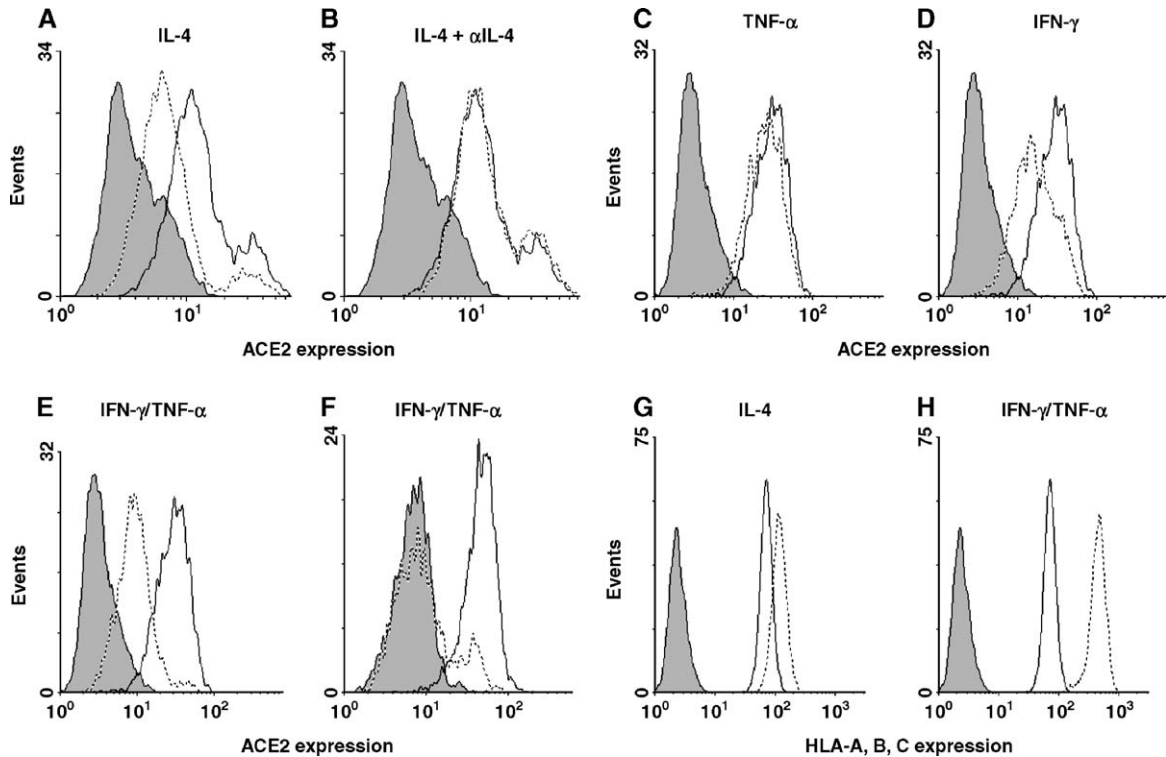 A
IL-4
B
IL-4 + αIL-4
C
TNF-α
D
IFN-γ
34
34
32
32
Events
Events
0
0
0
0
10⁰ 10¹
10⁰ 10¹
10⁰ 10¹ 10²
10⁰ 10¹ 10²
ACE2 expression
ACE2 expression
E
IFN-γ/TNF-α
F
IFN-γ/TNF-α
G
IL-4
H
IFN-γ/TNF-α
32
24
75
75
Events
Events
0
0
0
0
10⁰ 10¹ 10²
10⁰ 10¹ 10²
10⁰ 10¹ 10² 10³
10⁰ 10¹ 10² 10³
ACE2 expression
HLA-A, B, C expression